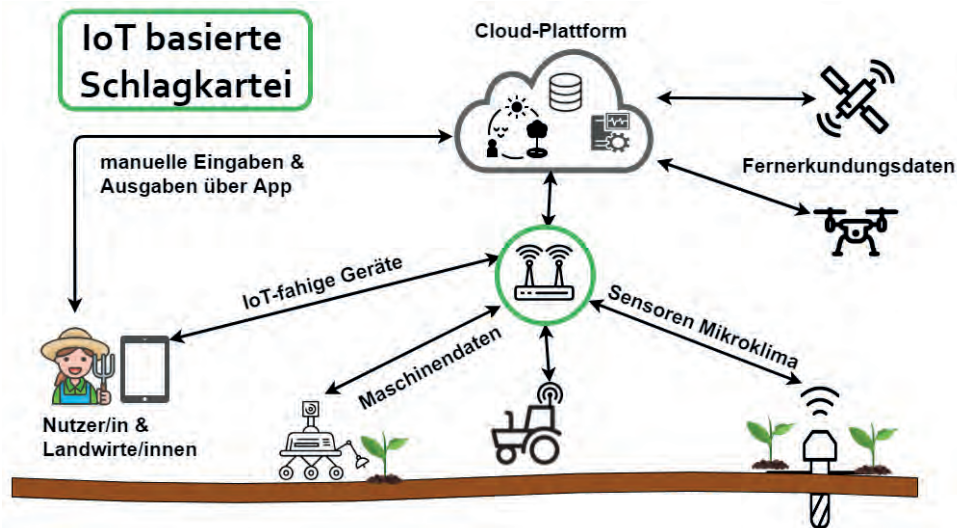 IoT basierte
Schlagkartei
Cloud-Plattform
manuelle Eingaben &
Ausgaben über App
Fernerkundungsdaten
IoT-fahige Geräte
Maschinendaten
Sensoren Mikroklima
Nutzer/in &
Landwirte/innen